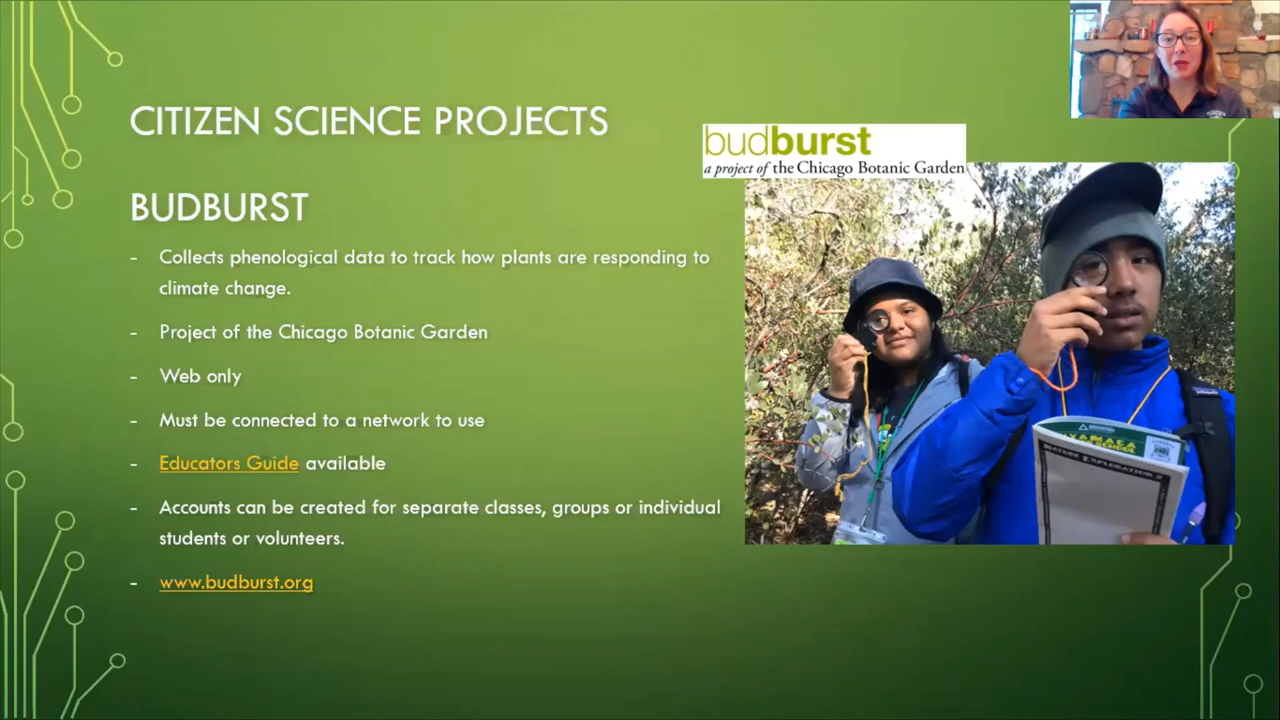 CITIZEN SCIENCE PROJECTS
budburst
a project of the Chicago Botanic Garden
BUDBURST
- Collects phenological data to track how plants are responding to
climate change.
- Project of the Chicago Botanic Garden
- Web only
- Must be connected to a network to use
- Educators Guide available
- Accounts can be created for separate classes, groups or individual
students or volunteers.
- www.budburst.org
NATURE EXPLORATION